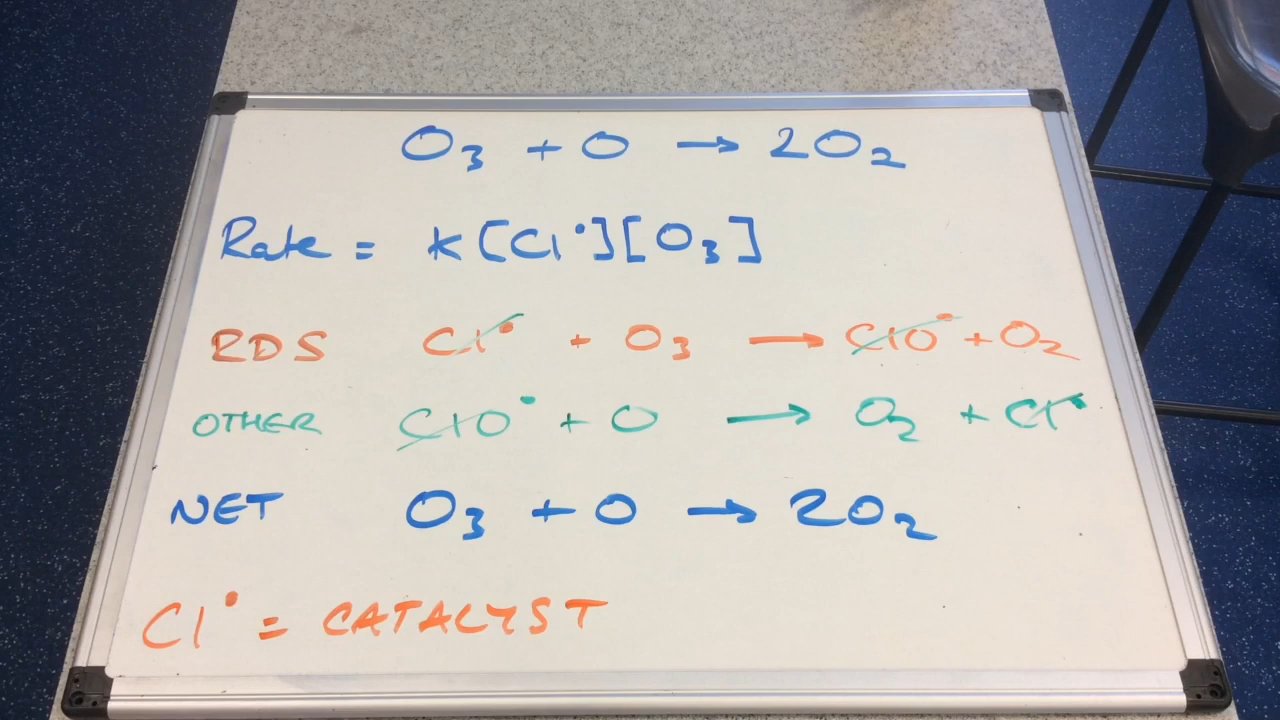 O₃ + O → 2O₂
Rate = k[Cl•][O₃]
RDS Cl• + O₃ → ClO• + O₂
OTHER ClO• + O → O₂ + Cl•
NET O₃ + O → 2O₂
Cl• = CATALYST